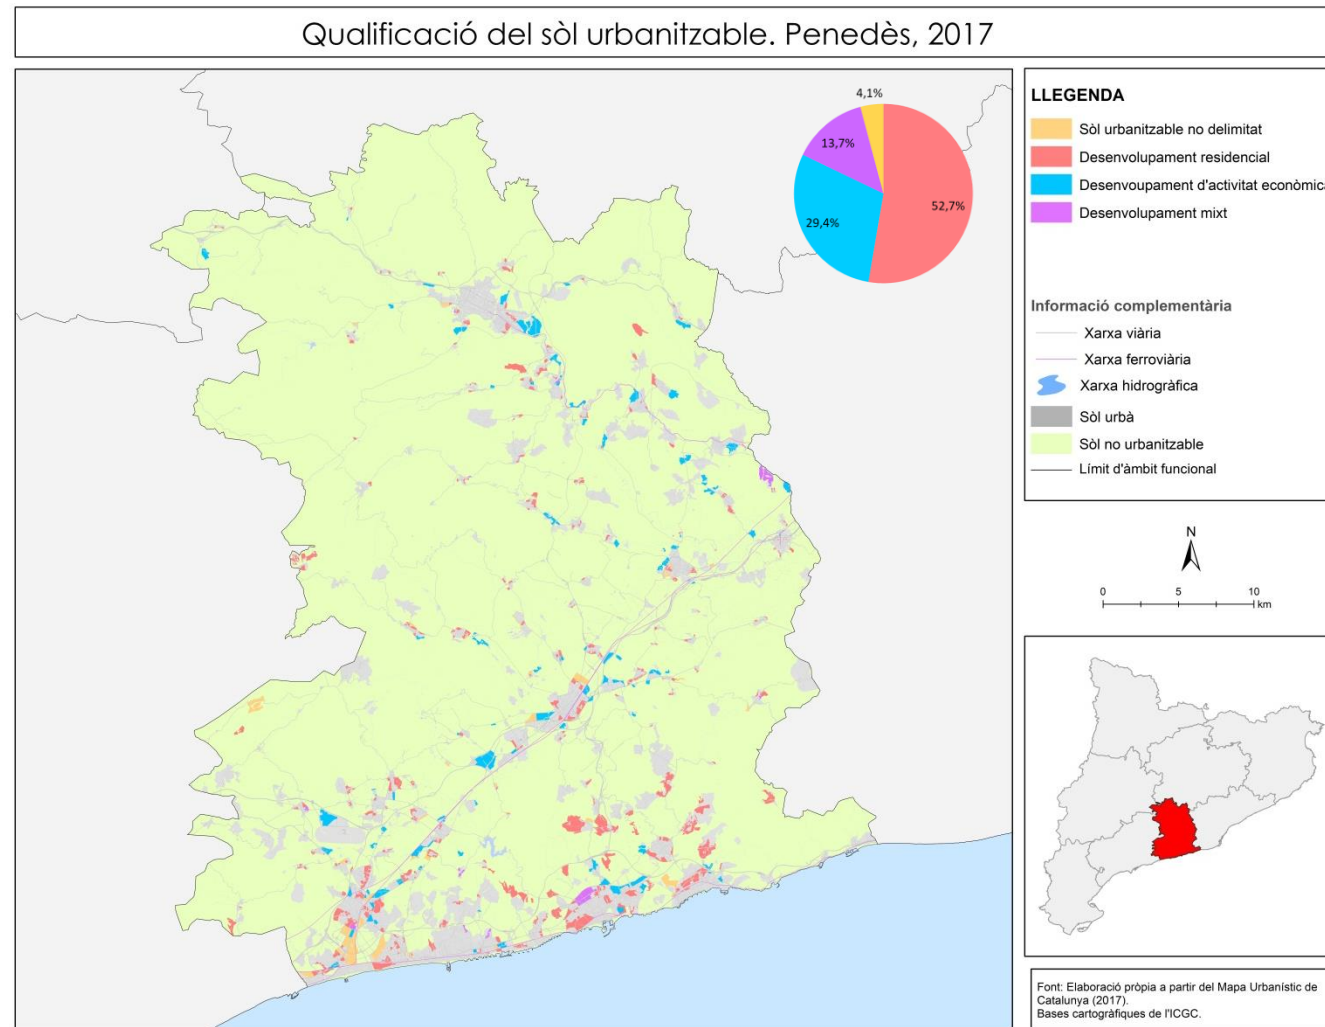 Qualificació del sòl urbanitzable. Penedès, 2017
4,1%
13,7%
52,7%
29,4%
LLEGENDA
Sòl urbanitzable no delimitat
Desenvolupament residencial
Desenvoupament d'activitat econòmica
Desenvolupament mixt
Informació complementària
Xarxa viària
Xarxa ferroviària
Xarxa hidrogràfica
Sòl urbà
Sòl no urbanitzable
Límit d'àmbit funcional
N
0 5 10
km
Font: Elaboració pròpia a partir del Mapa Urbanístic de
Catalunya (2017).
Bases cartogràfiques de l'ICGC.